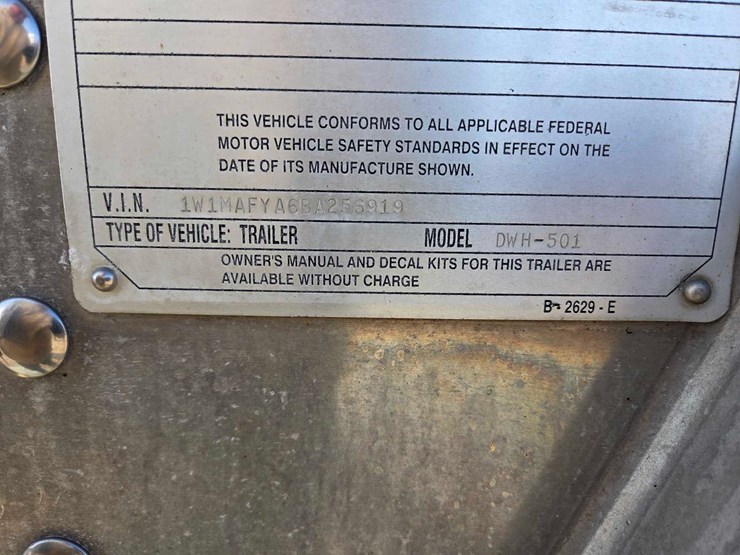 THIS VEHICLE CONFORMS TO ALL APPLICABLE FEDERAL
MOTOR VEHICLE SAFETY STANDARDS IN EFFECT ON THE
DATE OF ITS MANUFACTURE SHOWN.
V.I.N. 1W1MAFYA6BA256919
TYPE OF VEHICLE: TRAILER MODEL DWH-501
OWNER'S MANUAL AND DECAL KITS FOR THIS TRAILER ARE
AVAILABLE WITHOUT CHARGE
B- 2629 - E